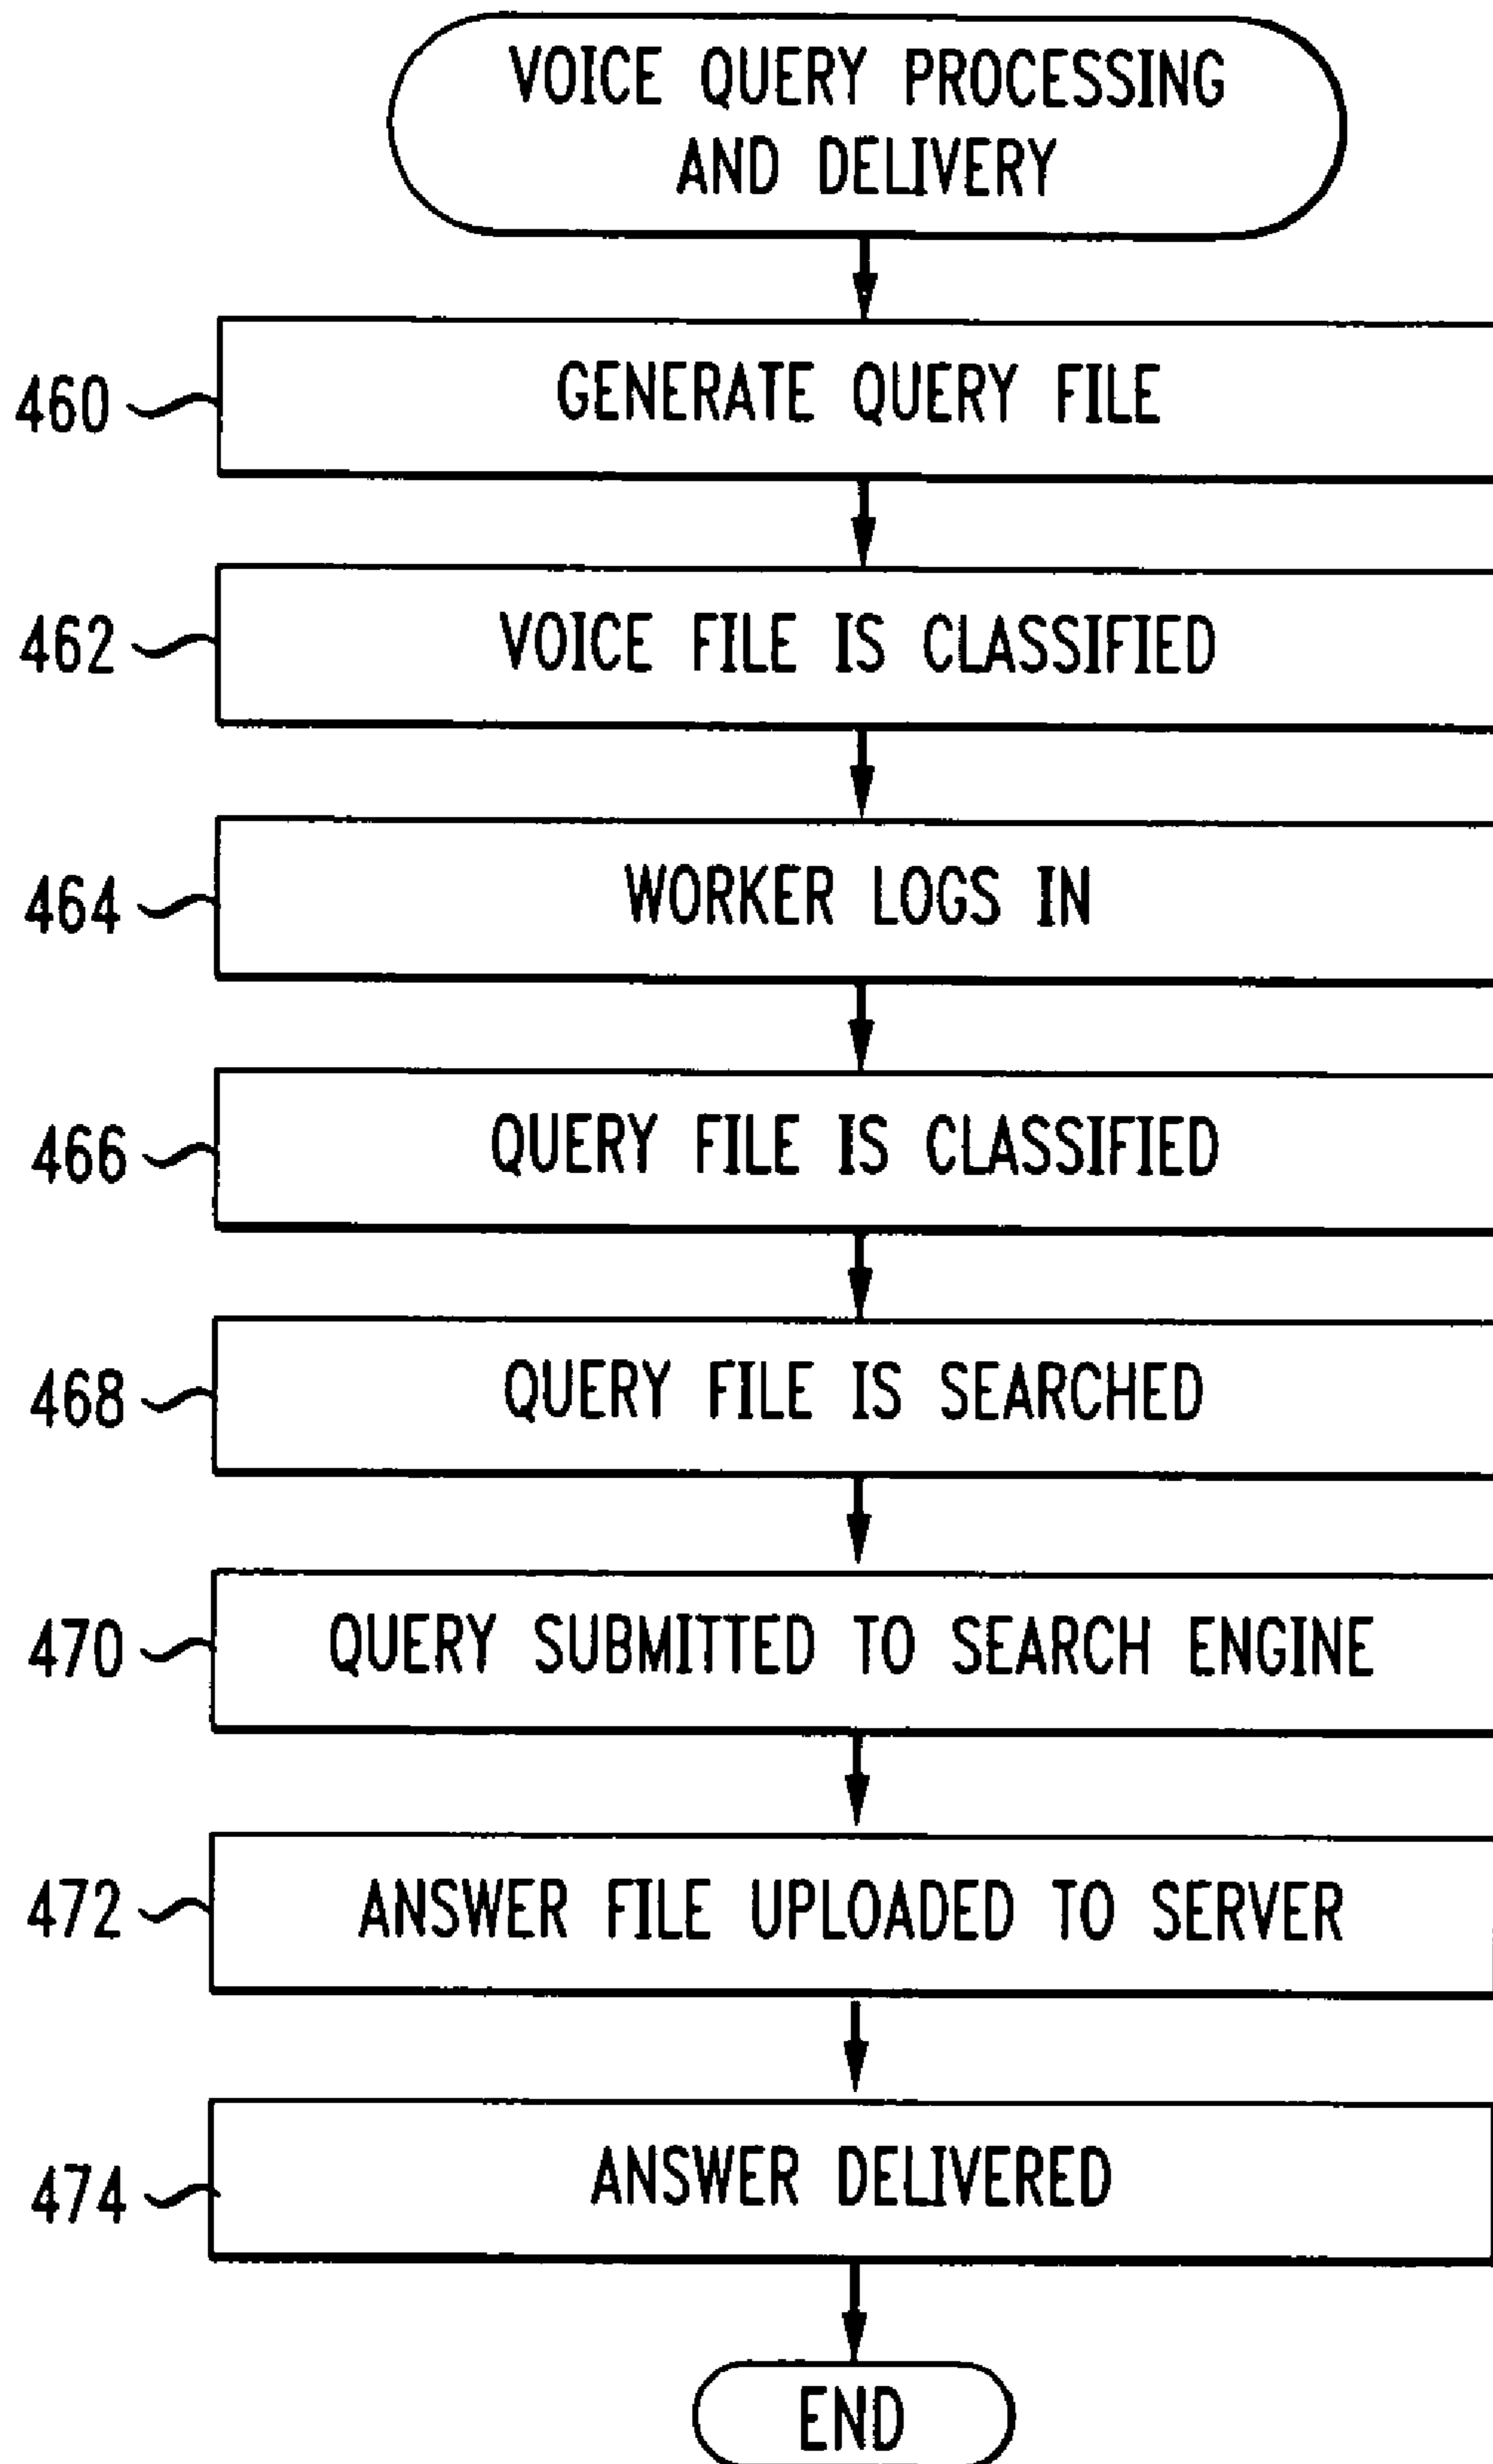 VOICE QUERY PROCESSING
AND DELIVERY
460
GENERATE QUERY FILE
462
VOICE FILE IS CLASSIFIED
464
WORKER LOGS IN
466
QUERY FILE IS CLASSIFIED
468
QUERY FILE IS SEARCHED
470
QUERY SUBMITTED TO SEARCH ENGINE
472
ANSWER FILE UPLOADED TO SERVER
474
ANSWER DELIVERED
END